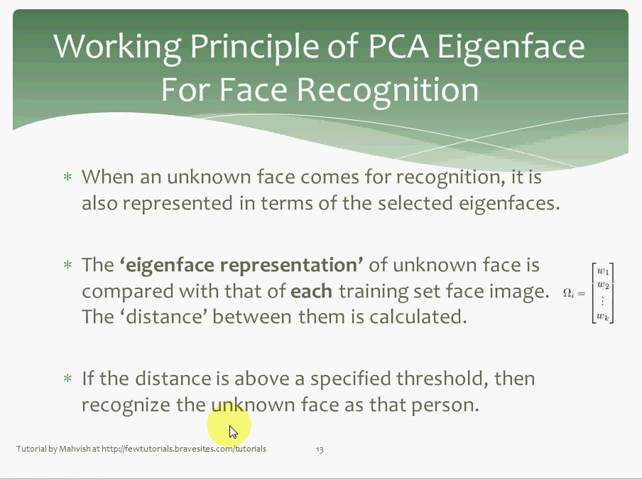 Working Principle of PCA Eigenface
For Face Recognition
* When an unknown face comes for recognition, it is
also represented in terms of the selected eigenfaces.
* The ‘eigenface representation’ of unknown face is
compared with that of each training set face image.
The ‘distance’ between them is calculated.
Ωi = [w1 w2 ⋮ wk]
* If the distance is above a specified threshold, then
recognize the unknown face as that person.
Tutorial by Mahvish at http://fewtutorials.bravesites.com/tutorials
13